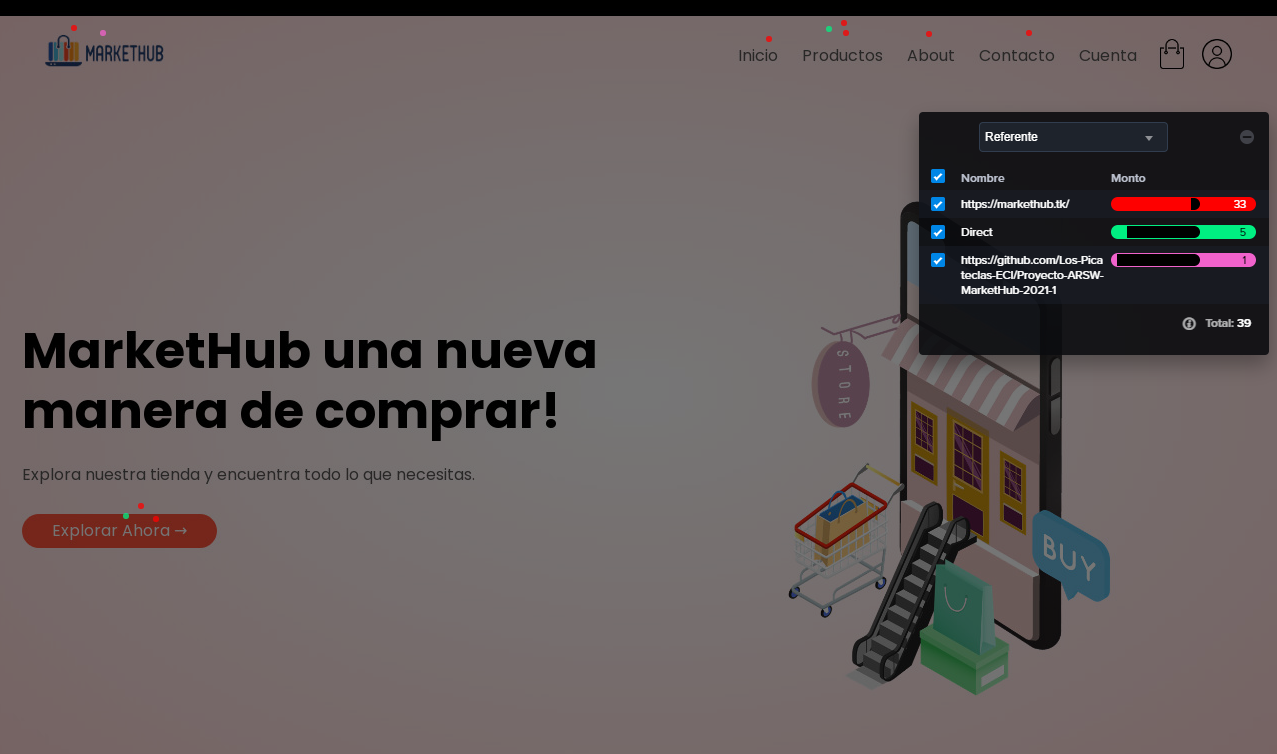 MARKETHUB
Inicio Productos About Contacto Cuenta
Referente
Nombre Monto
https://markethub.tk/ 33
Direct 5
https://github.com/Los-Pica
teclas-ECI/Proyecto-ARSW-
MarketHub-2021-1 1
Total: 39
MarketHub una nueva
manera de comprar!
Explora nuestra tienda y encuentra todo lo que necesitas.
Explorar Ahora →
STORE
BUY